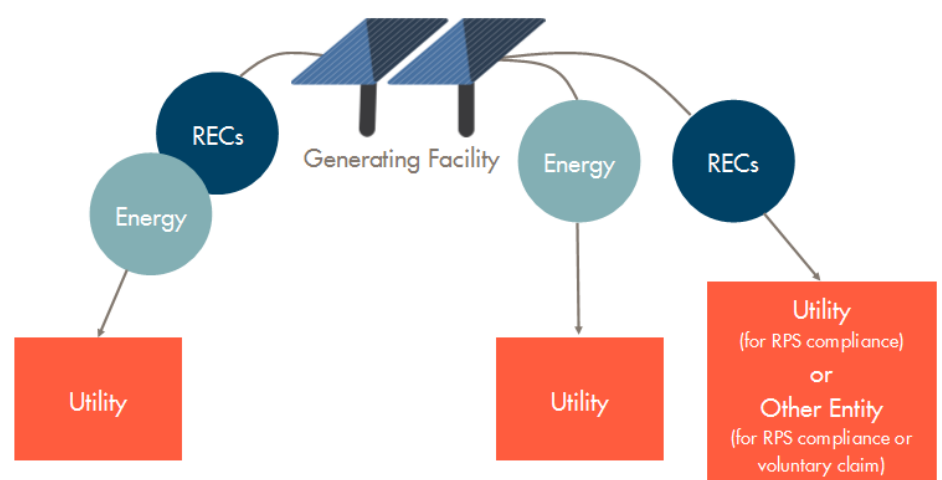 RECs
Energy
Generating Facility
Energy
RECs
Utility
Utility
Utility
(for RPS compliance)
or
Other Entity
(for RPS compliance or
voluntary claim)